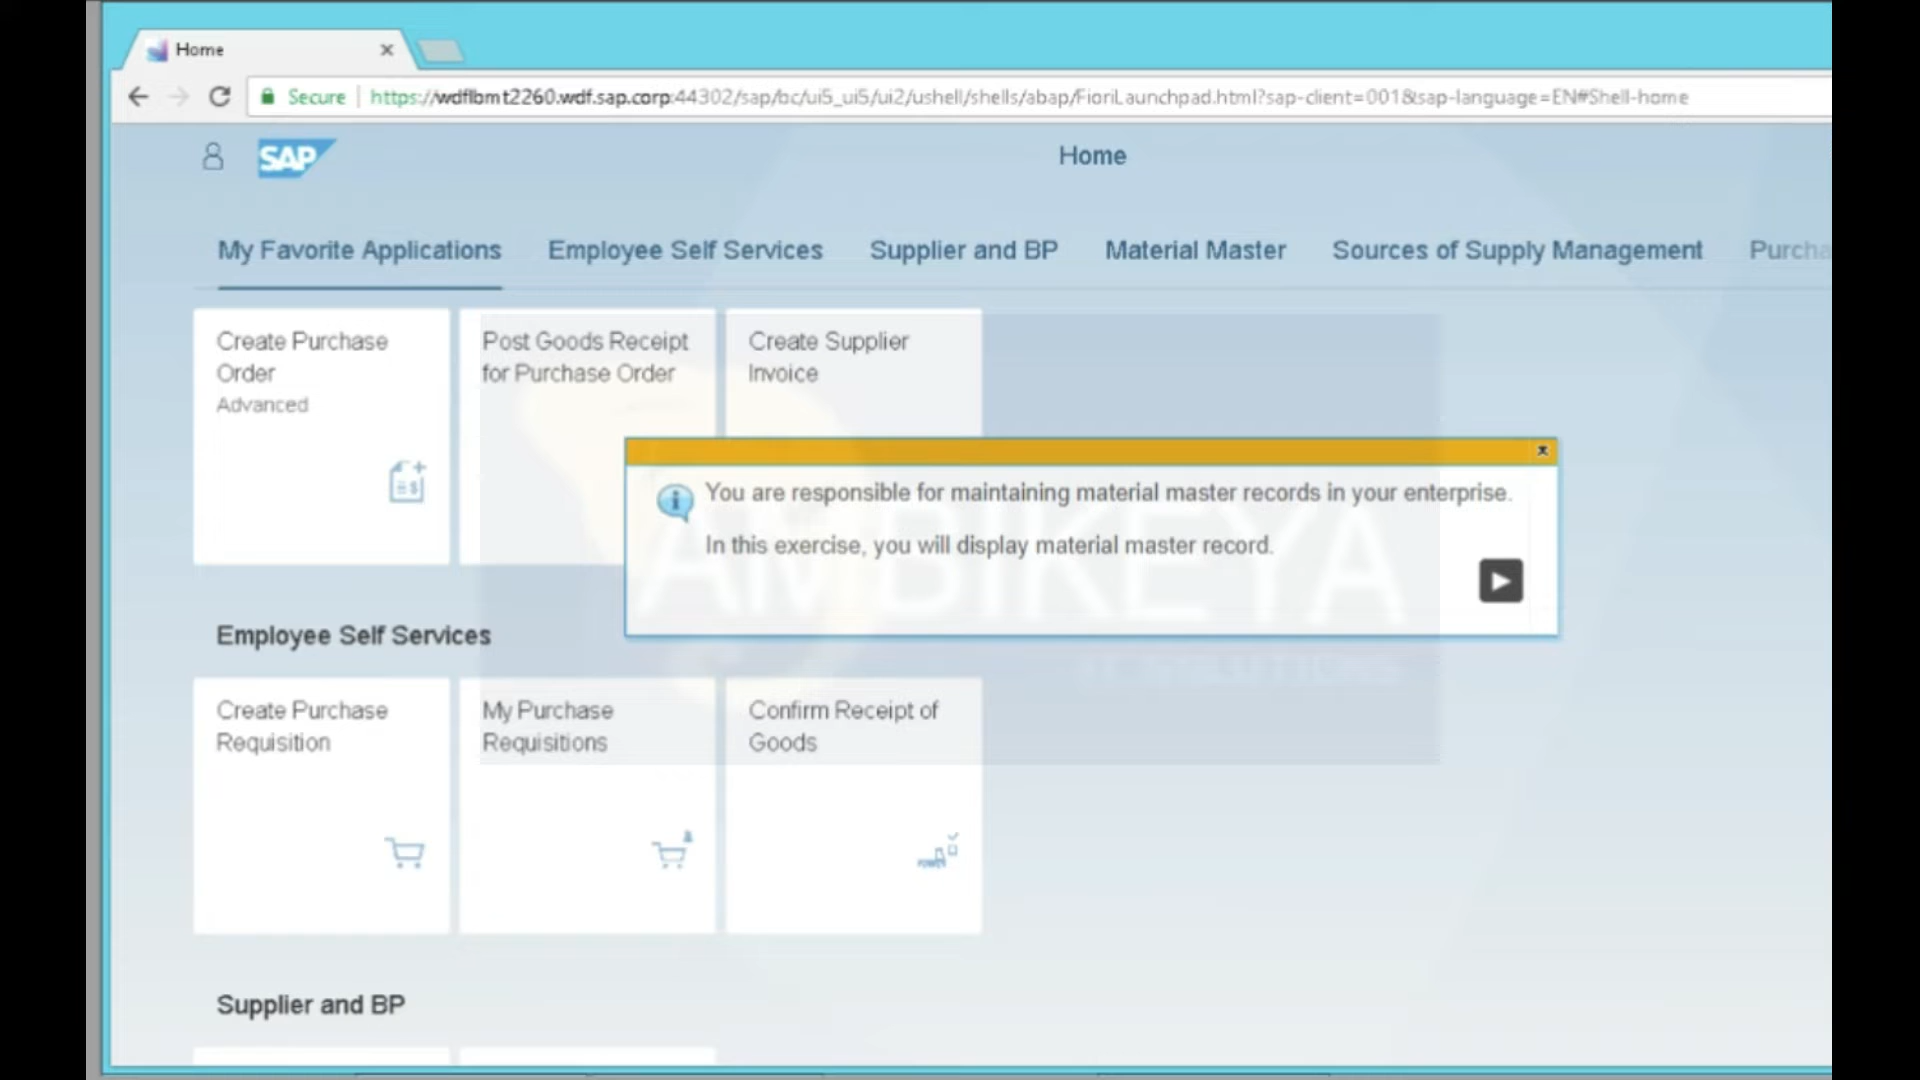 Home
Secure
https://wdflbmt2260.wdf.sap.corp:44302/sap/bc/ui5_ui5/ui2/ushell/shells/abap/FioriLaunchpad.html?sap-client=001&sap-language=EN#Shell-home
SAP
Home
My Favorite Applications
Employee Self Services
Supplier and BP
Material Master
Sources of Supply Management
Purcha
Create Purchase
Order
Advanced
Post Goods Receipt
for Purchase Order
Create Supplier
Invoice
You are responsible for maintaining material master records in your enterprise.
In this exercise, you will display material master record.
AMBIKEYA
Employee Self Services
Create Purchase
Requisition
My Purchase
Requisitions
Confirm Receipt of
Goods
Supplier and BP